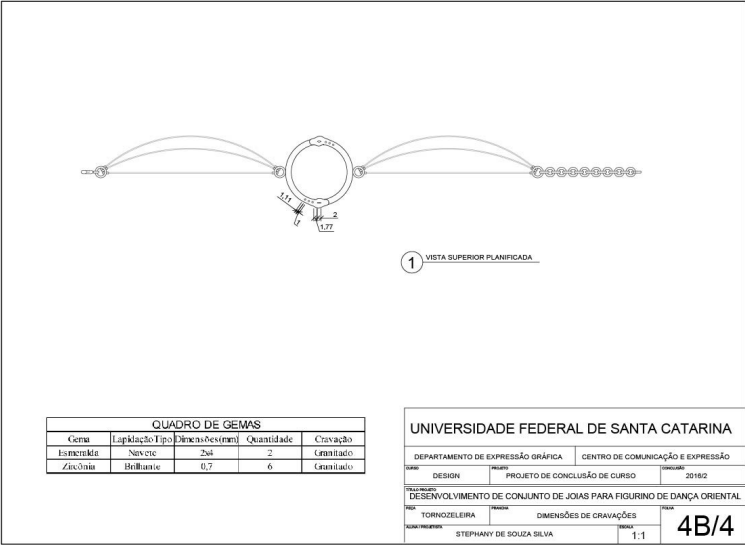 1,11
1
2
1,77
1 VISTA SUPERIOR PLANIFICADA
QUADRO DE GEMAS
Gema Lapidação Tipo Dimensões(mm) Quantidade Cravação
Esmeralda Navete 2x4 2 Granitado
Zircônia Brilhante 0,7 6 Granitado
UNIVERSIDADE FEDERAL DE SANTA CATARINA
DEPARTAMENTO DE EXPRESSÃO GRÁFICA CENTRO DE COMUNICAÇÃO E EXPRESSÃO
CURSO PROJETO CONCLUSÃO
DESIGN PROJETO DE CONCLUSÃO DE CURSO 2016/2
TÍTULO PROJETO
DESENVOLVIMENTO DE CONJUNTO DE JOIAS PARA FIGURINO DE DANÇA ORIENTAL
PEÇA PRANCHA FOLHA
TORNOZELEIRA DIMENSÕES DE CRAVAÇÕES 4B/4
ALUNA / PROJETISTA ESCALA
STEPHANY DE SOUZA SILVA 1:1